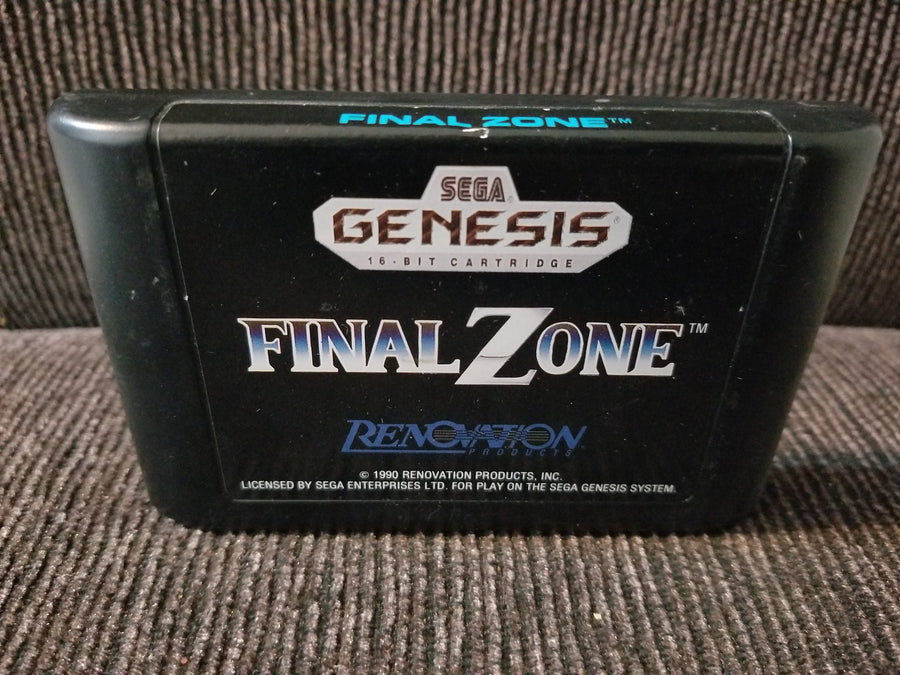 FINAL ZONE™
SEGA®
GENESIS®
16-BIT CARTRIDGE
FINAL ZONE™
RENOVATION
PRODUCTS
© 1990 RENOVATION PRODUCTS, INC.
LICENSED BY SEGA ENTERPRISES LTD. FOR PLAY ON THE SEGA GENESIS SYSTEM.